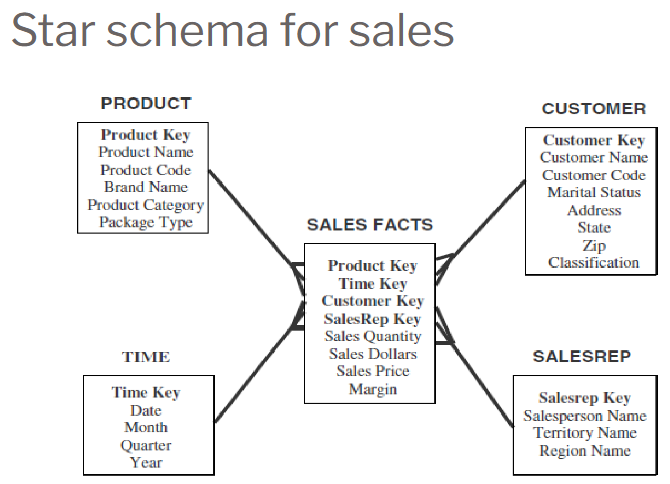 Star schema for sales
PRODUCT
Product Key
Product Name
Product Code
Brand Name
Product Category
Package Type
CUSTOMER
Customer Key
Customer Name
Customer Code
Marital Status
Address
State
Zip
Classification
SALES FACTS
Product Key
Time Key
Customer Key
SalesRep Key
Sales Quantity
Sales Dollars
Sales Price
Margin
TIME
Time Key
Date
Month
Quarter
Year
SALESREP
Salesrep Key
Salesperson Name
Territory Name
Region Name